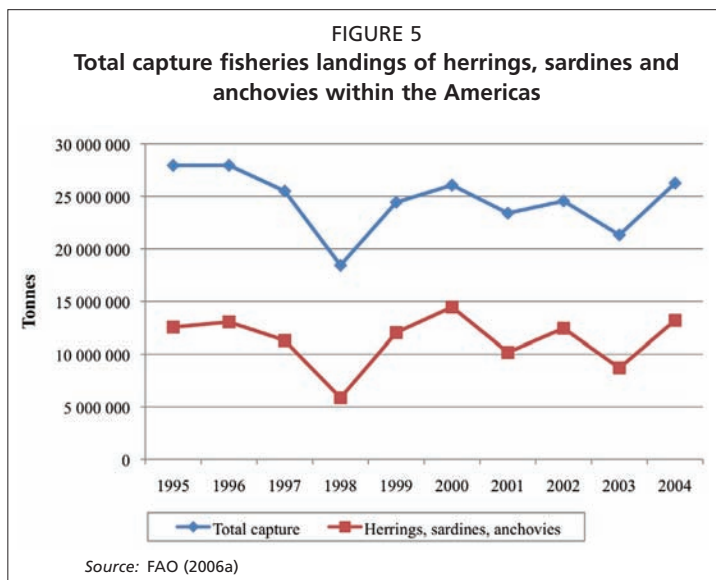 FIGURE 5
Total capture fisheries landings of herrings, sardines and
anchovies within the Americas
30 000 000
25 000 000
20 000 000
15 000 000
10 000 000
5 000 000
0
Tonnes
1995 1996 1997 1998 1999 2000 2001 2002 2003 2004
Total capture Herrings, sardines, anchovies
Source: FAO (2006a)